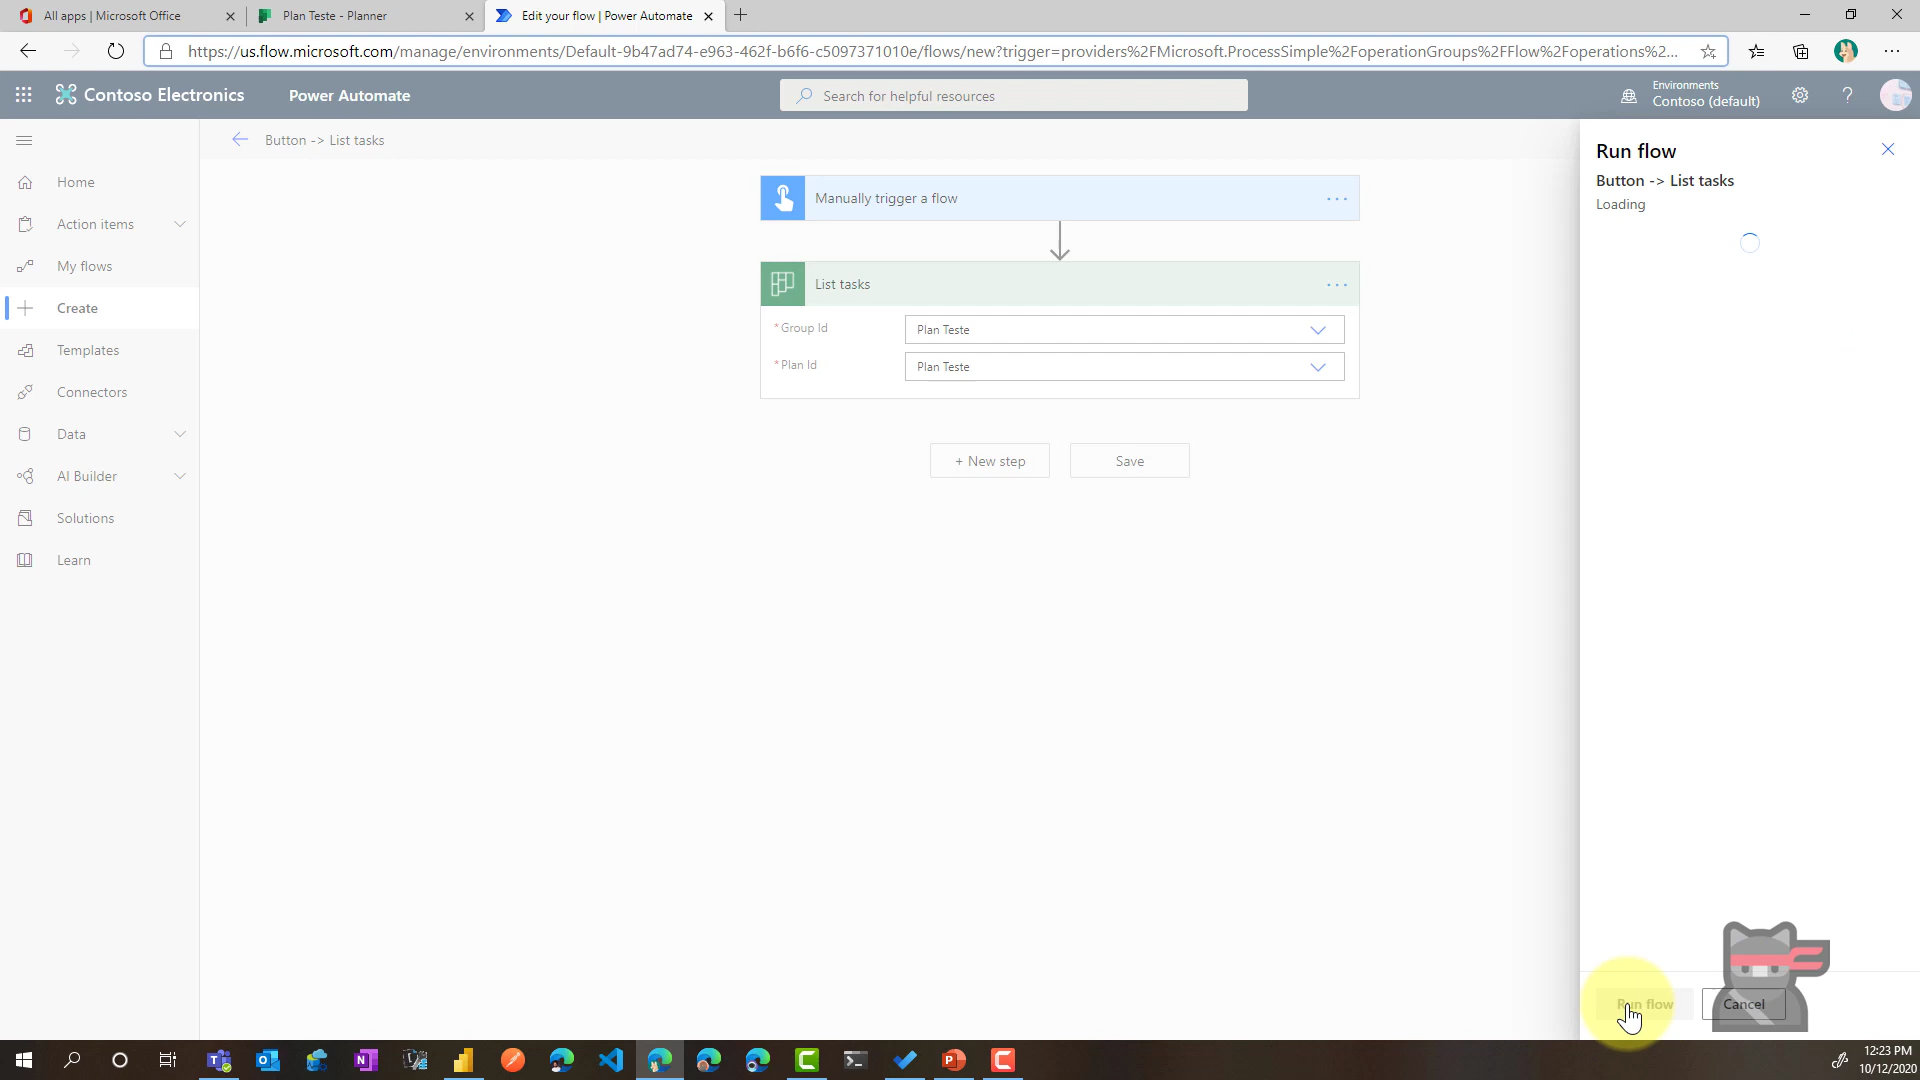 All apps | Microsoft Office
Plan Teste - Planner
Edit your flow | Power Automate
https://us.flow.microsoft.com/manage/environments/Default-9b47ad74-e963-462f-b6f6-c5097371010e/flows/new?trigger=providers%2FMicrosoft.ProcessSimple%2FoperationGroups%2FFlow%2Foperations%2...
Contoso Electronics
Power Automate
Search for helpful resources
Environments
Contoso (default)
Button -> List tasks
Home
Action items
My flows
Create
Templates
Connectors
Data
AI Builder
Solutions
Learn
Manually trigger a flow
List tasks
* Group Id
Plan Teste
* Plan Id
Plan Teste
+ New step
Save
Run flow
Button -> List tasks
Loading
Run flow
Cancel
12:23 PM
10/12/2020